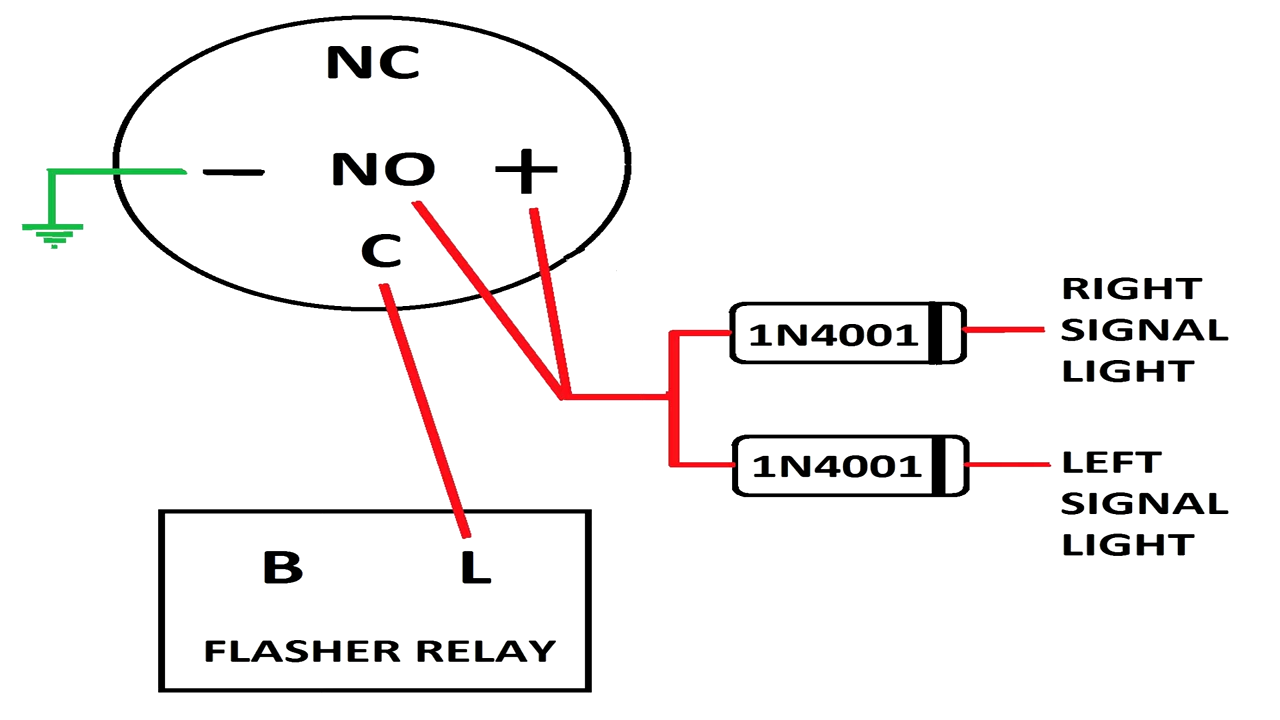 NC
— NO +
C
1N4001
RIGHT
SIGNAL
LIGHT
1N4001
LEFT
SIGNAL
LIGHT
B L
FLASHER RELAY